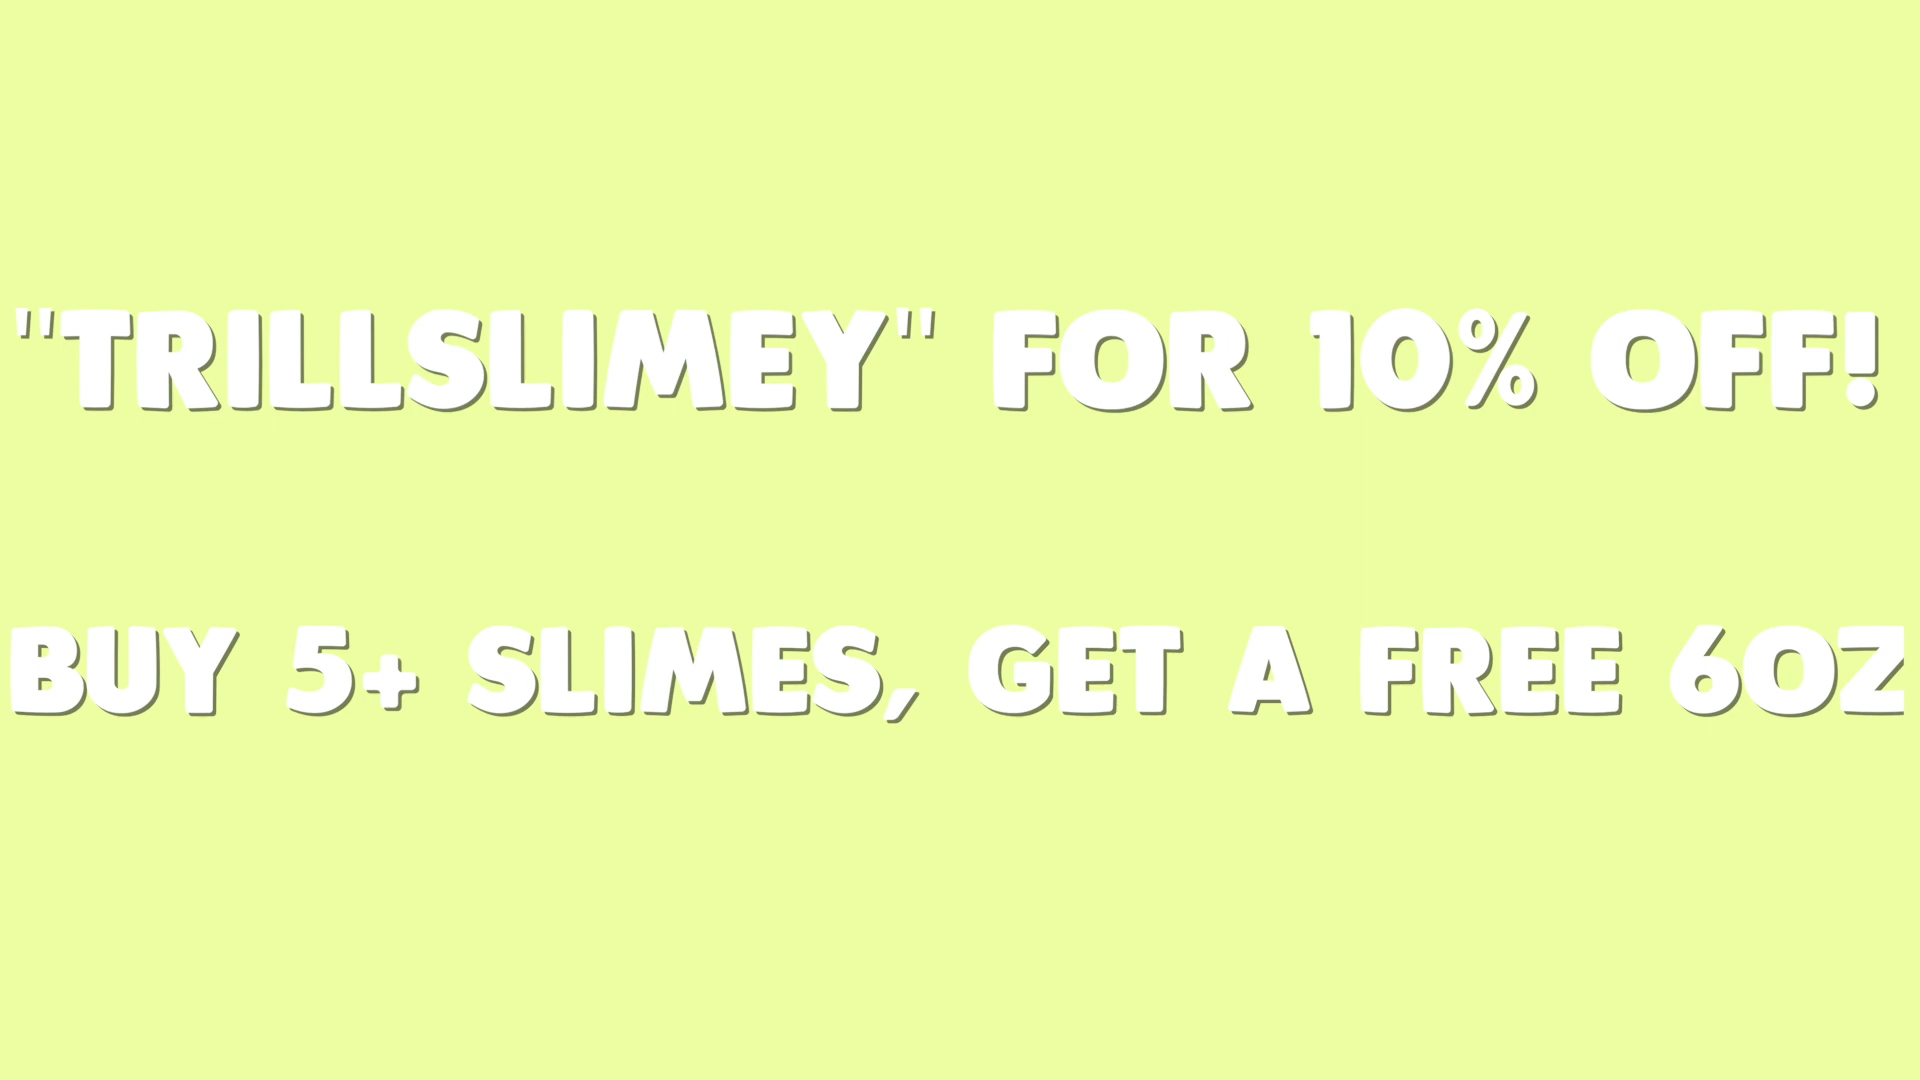 "TRILLSLIMEY" FOR 10% OFF!
BUY 5+ SLIMES, GET A FREE 6OZ